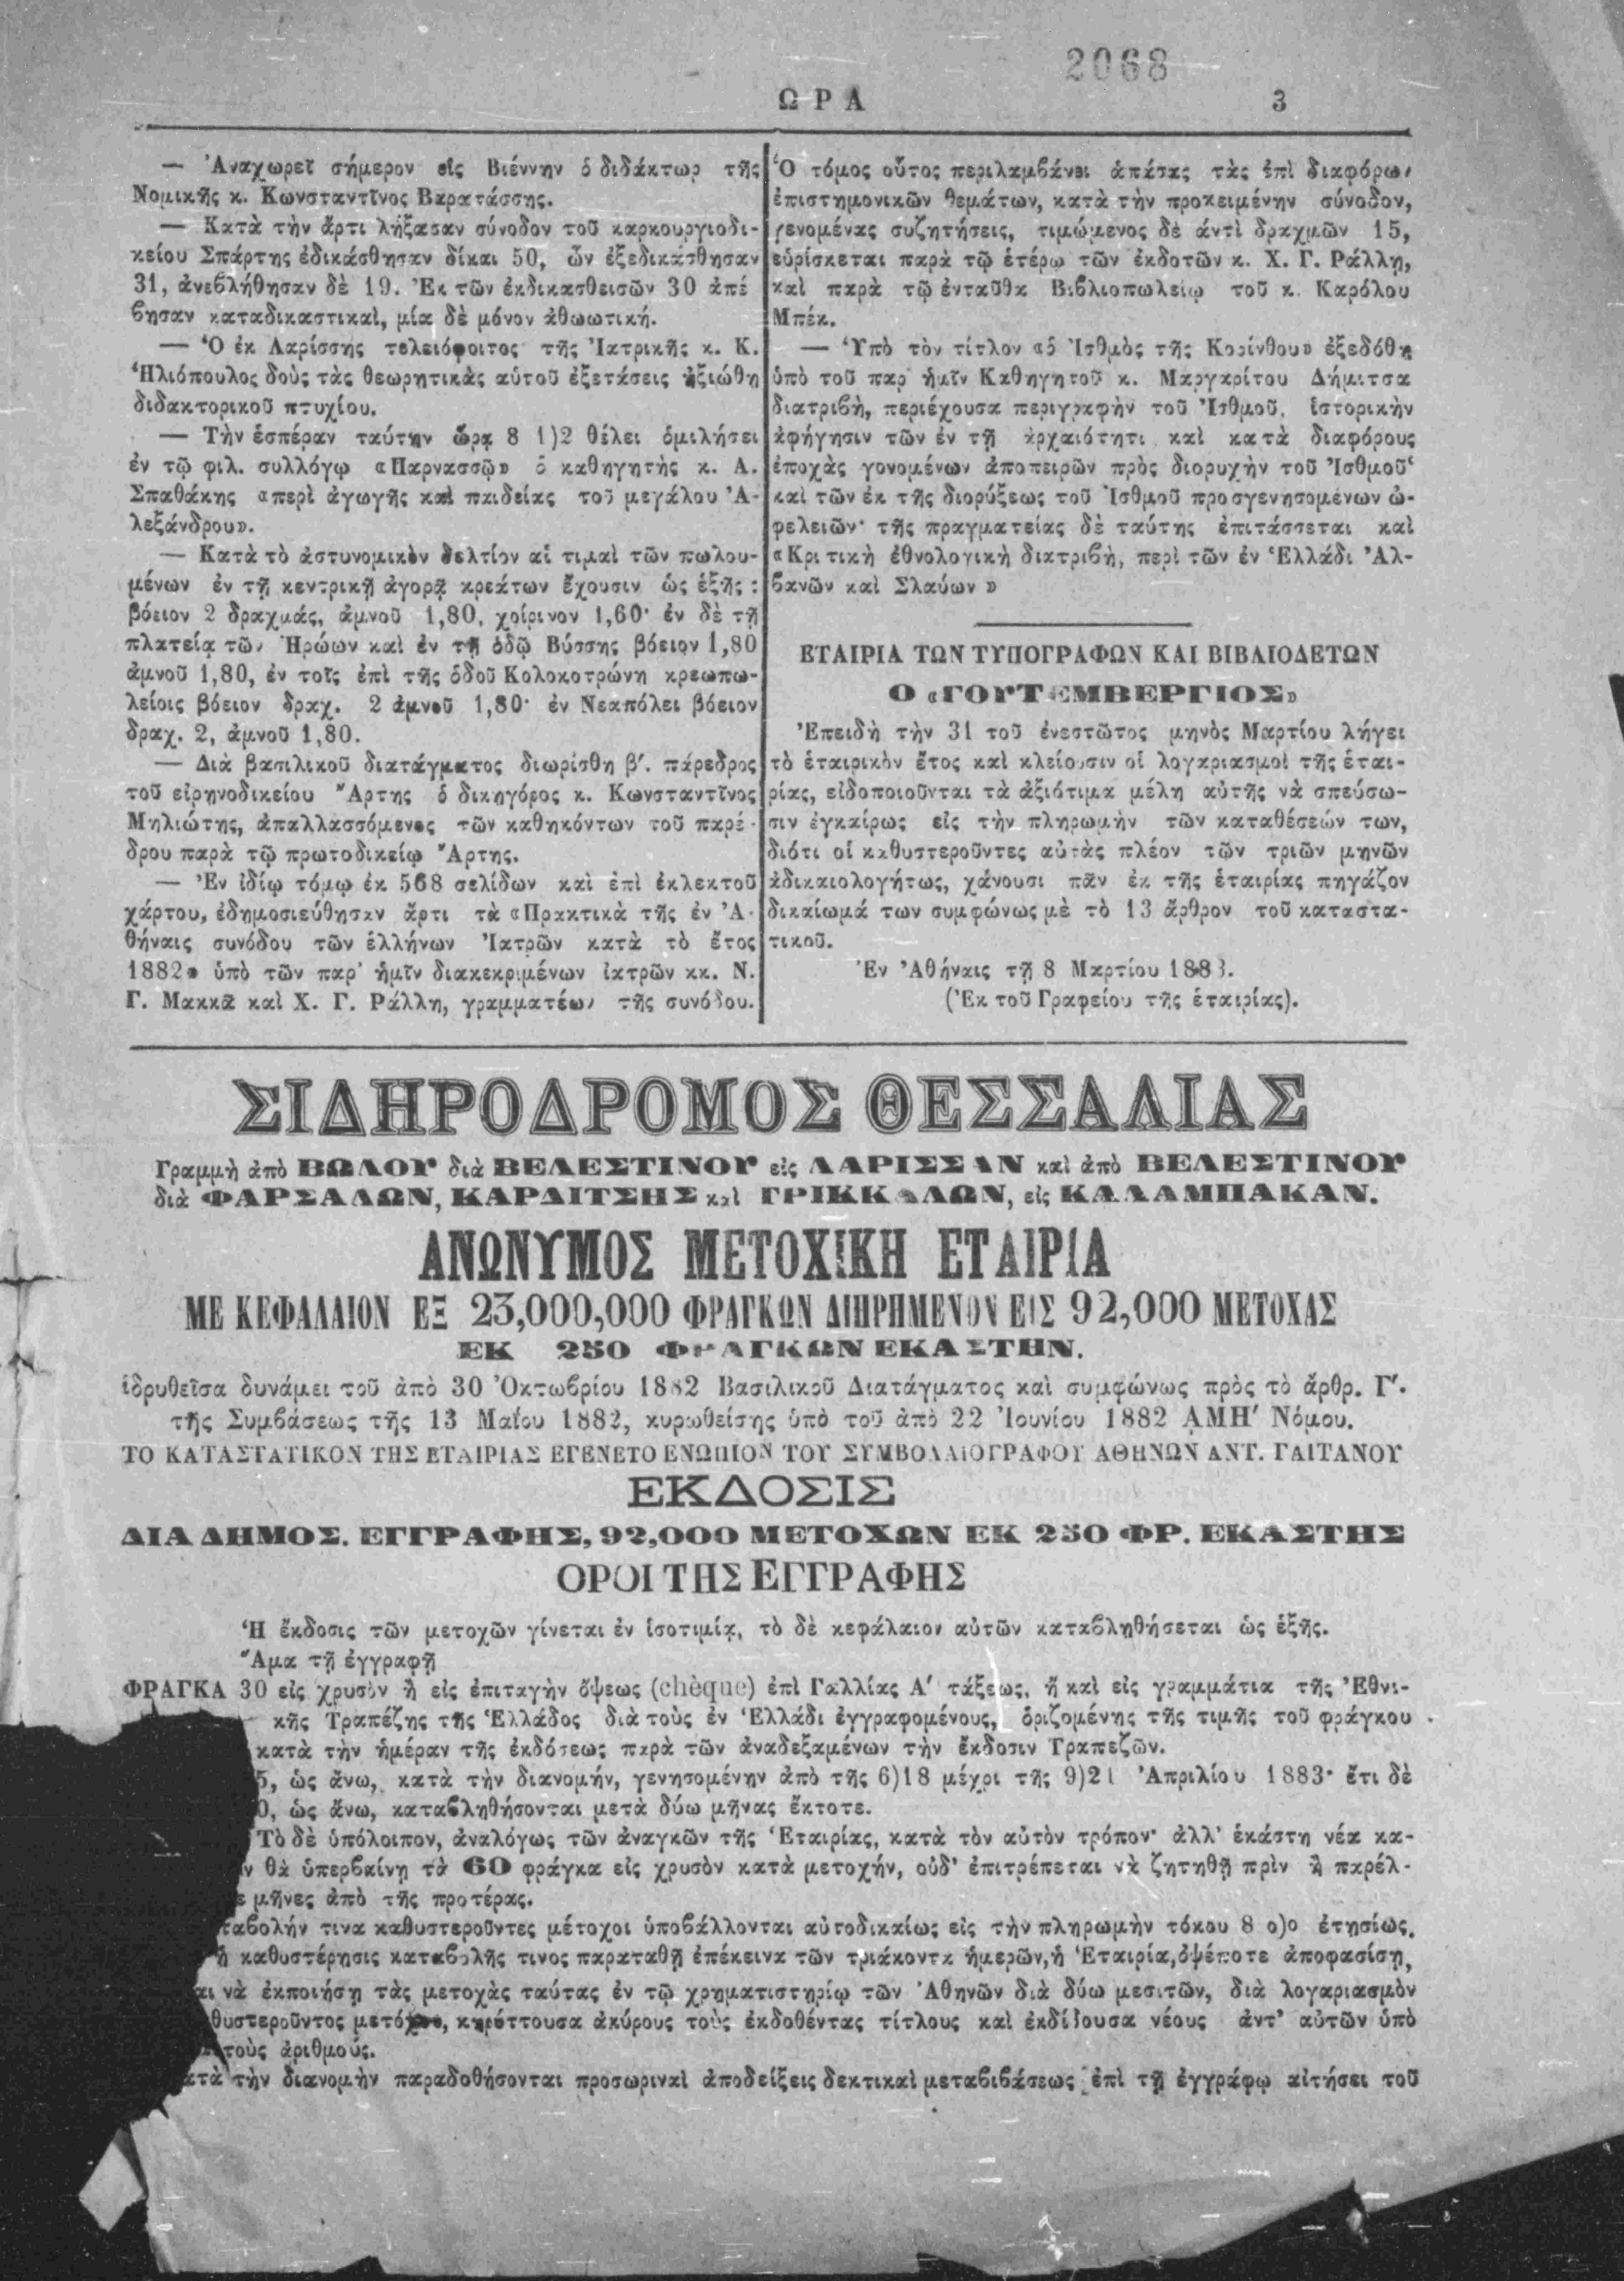 2068
ΩΡΑ 3
— Ἀναχωρεῖ σήμερον εἰς Βιέννην ὁ διδάκτωρ τῆς
Νομικῆς κ. Κωνσταντῖνος Βαρατάσσης.
— Κατὰ τὴν ἄρτι λήξασαν σύνοδον τοῦ κακουργιοδι-
κείου Σπάρτης ἐδικάσθησαν δίκαι 50, ὧν ἐξεδικάσθησαν
31, ἀνεβλήθησαν δὲ 19. Ἐκ τῶν ἐκδικασθεισῶν 30 ἀπέ
βησαν καταδικαστικαὶ, μία δὲ μόνον ἀθωωτική.
— Ὁ ἐκ Λαρίσσης τελειόφοιτος τῆς Ἰατρικῆς κ. Κ.
Ἡλιόπουλος δοὺς τὰς θεωρητικὰς αὑτοῦ ἐξετάσεις ἠξιώθη
διδακτορικοῦ πτυχίου.
— Τὴν ἑσπέραν ταύτην ὥρᾳ 8 1)2 θέλει ὁμιλήσει
ἐν τῷ φιλ. συλλόγῳ «Παρνασσῷ» ὁ καθηγητὴς κ. Α.
Σπαθάκης «περὶ ἀγωγῆς καὶ παιδείας τοῦ μεγάλου Ἀ-
λεξάνδρου».
— Κατὰ τὸ ἀστυνομικὸν δελτίον αἱ τιμαὶ τῶν πωλου-
μένων ἐν τῇ κεντρικῇ ἀγορᾷ κρεάτων ἔχουσιν ὡς ἑξῆς :
βόειον 2 δραχμάς, ἀμνοῦ 1,80, χοίρινον 1,60· ἐν δὲ τῇ
πλατείᾳ τῶν Ἡρώων καὶ ἐν τῇ ὁδῷ Βύσσης βόειον 1,80
ἀμνοῦ 1,80, ἐν τοῖς ἐπὶ τῆς ὁδοῦ Κολοκοτρώνη κρεωπω-
λείοις βόειον δραχ. 2 ἀμνοῦ 1,80· ἐν Νεαπόλει βόειον
δραχ. 2, ἀμνοῦ 1,80.
— Διὰ βασιλικοῦ διατάγματος διωρίσθη β΄. πάρεδρος
τοῦ εἰρηνοδικείου Ἄρτης ὁ δικηγόρος κ. Κωνσταντῖνος
Μηλιώτης, ἀπαλλασσόμενος τῶν καθηκόντων τοῦ παρέ-
δρου παρὰ τῷ πρωτοδικείῳ Ἄρτης.
— Ἐν ἰδίῳ τόμῳ ἐκ 568 σελίδων καὶ ἐπὶ ἐκλεκτοῦ
χάρτου, ἐδημοσιεύθησαν ἄρτι τὰ «Πρακτικὰ τῆς ἐν Ἀ-
θήναις συνόδου τῶν ἑλλήνων Ἰατρῶν κατὰ τὸ ἔτος
1882» ὑπὸ τῶν παρ' ἡμῖν διακεκριμένων ἰατρῶν κκ. Ν.
Γ. Μακκᾶ καὶ Χ. Γ. Ράλλη, γραμματέων τῆς συνόδου.
Ὁ τόμος οὗτος περιλαμβάνει ἁπάσας τὰς ἐπὶ διαφόρων
ἐπιστημονικῶν θεμάτων, κατὰ τὴν προκειμένην σύνοδον,
γενομένας συζητήσεις, τιμώμενος δὲ ἀντὶ δραχμῶν 15,
εὑρίσκεται παρὰ τῷ ἑτέρῳ τῶν ἐκδοτῶν κ. Χ. Γ. Ράλλη,
καὶ παρὰ τῷ ἐνταῦθα Βιβλιοπωλείῳ τοῦ κ. Καρόλου
Μπέκ.
— Ὑπὸ τὸν τίτλον «ὁ Ἰσθμὸς τῆς Κορίνθου» ἐξεδόθη
ὑπὸ τοῦ παρ' ἡμῖν Καθηγητοῦ κ. Μαργαρίτου Δήμιτσα
διατριβὴ, περιέχουσα περιγραφὴν τοῦ Ἰσθμοῦ, ἱστορικὴν
ἀφήγησιν τῶν ἐν τῇ ἀρχαιότητι καὶ κατὰ διαφόρους
ἐποχὰς γονομένων ἀποπειρῶν πρὸς διορυχὴν τοῦ Ἰσθμοῦ
καὶ τῶν ἐκ τῆς διορύξεως τοῦ Ἰσθμοῦ προσγενησομένων ὠ-
φελειῶν· τῆς πραγματείας δὲ ταύτης ἐπιτάσσεται καὶ
«Κριτικὴ ἐθνολογικὴ διατριβὴ, περὶ τῶν ἐν Ἑλλάδι Ἀλ-
βανῶν καὶ Σλαύων»
ΕΤΑΙΡΙΑ ΤΩΝ ΤΥΠΟΓΡΑΦΩΝ ΚΑΙ ΒΙΒΛΙΟΔΕΤΩΝ
Ο «ΓΟΥΤΕΜΒΕΡΓΙΟΣ»
Ἐπειδὴ τὴν 31 τοῦ ἐνεστῶτος μηνὸς Μαρτίου λήγει
τὸ ἑταιρικὸν ἔτος καὶ κλείουσιν οἱ λογαριασμοὶ τῆς ἑται-
ρίας, εἰδοποιοῦνται τὰ ἀξιότιμα μέλη αὐτῆς νὰ σπεύσω-
σιν ἐγκαίρως εἰς τὴν πληρωμὴν τῶν καταθέσεών των,
διότι οἱ καθυστεροῦντες αὐτὰς πλέον τῶν τριῶν μηνῶν
ἀδικαιολογήτως, χάνουσι πᾶν ἐκ τῆς ἑταιρίας πηγάζον
δικαίωμά των συμφώνως μὲ τὸ 13 ἄρθρον τοῦ καταστα-
τικοῦ.
Ἐν Ἀθήναις τῇ 8 Μαρτίου 1883.
(Ἐκ τοῦ Γραφείου τῆς ἑταιρίας).
ΣΙΔΗΡΟΔΡΟΜΟΣ ΘΕΣΣΑΛΙΑΣ
Γραμμὴ ἀπὸ ΒΩΛΟΥ διὰ ΒΕΛΕΣΤΙΝΟΥ εἰς ΛΑΡΙΣΣΑΝ καὶ ἀπὸ ΒΕΛΕΣΤΙΝΟΥ
διὰ ΦΑΡΣΑΛΩΝ, ΚΑΡΔΙΤΣΗΣ καὶ ΤΡΙΚΚΑΛΩΝ, εἰς ΚΑΛΑΜΠΑΚΑΝ.
ΑΝΩΝΥΜΟΣ ΜΕΤΟΧΙΚΗ ΕΤΑΙΡΙΑ
ΜΕ ΚΕΦΑΛΑΙΟΝ ΕΞ 23,000,000 ΦΡΑΓΚΩΝ ΔΙΗΡΗΜΕΝΟΝ ΕΙΣ 92,000 ΜΕΤΟΧΑΣ
ΕΚ 250 ΦΡΑΓΚΩΝ ΕΚΑΣΤΗΝ.
ἱδρυθεῖσα δυνάμει τοῦ ἀπὸ 30 Ὀκτωβρίου 1882 Βασιλικοῦ Διατάγματος καὶ συμφώνως πρὸς τὸ ἄρθρ. Γ΄.
τῆς Συμβάσεως τῆς 13 Μαΐου 1882, κυρωθείσης ὑπὸ τοῦ ἀπὸ 22 Ἰουνίου 1882 ΑΜΗ΄ Νόμου.
ΤΟ ΚΑΤΑΣΤΑΤΙΚΟΝ ΤΗΣ ΕΤΑΙΡΙΑΣ ΕΓΕΝΕΤΟ ΕΝΩΠΙΟΝ ΤΟΥ ΣΥΜΒΟΛΑΙΟΓΡΑΦΟΥ ΑΘΗΝΩΝ ΑΝΤ. ΓΑΙΤΑΝΟΥ
ΕΚΔΟΣΙΣ
ΔΙΑ ΔΗΜΟΣ. ΕΓΓΡΑΦΗΣ, 92,000 ΜΕΤΟΧΩΝ ΕΚ 250 ΦΡ. ΕΚΑΣΤΗΣ
ΟΡΟΙ ΤΗΣ ΕΓΓΡΑΦΗΣ
Ἡ ἔκδοσις τῶν μετοχῶν γίνεται ἐν ἰσοτιμίᾳ, τὸ δὲ κεφάλαιον αὐτῶν καταβληθήσεται ὡς ἑξῆς.
Ἅμα τῇ ἐγγραφῇ
ΦΡΑΓΚΑ 30 εἰς χρυσὸν ἢ εἰς ἐπιταγὴν ὄψεως (chèque) ἐπὶ Γαλλίας Α΄ τάξεως, ἢ καὶ εἰς γραμμάτια τῆς Ἐθνι-
κῆς Τραπέζης τῆς Ἑλλάδος διὰ τοὺς ἐν Ἑλλάδι ἐγγραφομένους, ὁριζομένης τῆς τιμῆς τοῦ φράγκου
κατὰ τὴν ἡμέραν τῆς ἐκδόσεως παρὰ τῶν ἀναδεξαμένων τὴν ἔκδοσιν Τραπεζῶν.
5, ὡς ἄνω, κατὰ τὴν διανομήν, γενησομένην ἀπὸ τῆς 6)18 μέχρι τῆς 9)21 Ἀπριλίου 1883· ἔτι δὲ
0, ὡς ἄνω, καταβληθήσονται μετὰ δύω μῆνας ἔκτοτε.
Τὸ δὲ ὑπόλοιπον, ἀναλόγως τῶν ἀναγκῶν τῆς Ἑταιρίας, κατὰ τὸν αὐτὸν τρόπον· ἀλλ' ἑκάστη νέα κα-
ν θὰ ὑπερβαίνῃ τὰ 60 φράγκα εἰς χρυσὸν κατὰ μετοχήν, οὐδ' ἐπιτρέπεται νὰ ζητηθῇ πρὶν ἢ παρέλ-
ε μῆνες ἀπὸ τῆς προτέρας.
ταβολήν τινα καθυστεροῦντες μέτοχοι ὑποβάλλονται αὐτοδικαίως εἰς τὴν πληρωμὴν τόκου 8 ο)ο ἐτησίως.
ἡ καθυστέρησις καταβολῆς τινος παραταθῇ ἐπέκεινα τῶν τριάκοντα ἡμερῶν, ἡ Ἑταιρία, ὁψέποτε ἀποφασίσῃ,
αι νὰ ἐκποιήσῃ τὰς μετοχὰς ταύτας ἐν τῷ χρηματιστηρίῳ τῶν Ἀθηνῶν διὰ δύω μεσιτῶν, διὰ λογαριασμὸν
θυστεροῦντος μετόχου, κηρύττουσα ἀκύρους τοὺς ἐκδοθέντας τίτλους καὶ ἐκδίδουσα νέους ἀντ' αὐτῶν ὑπὸ
τοὺς ἀριθμούς.
ατὰ τὴν διανομὴν παραδοθήσονται προσωριναὶ ἀποδείξεις δεκτικαὶ μεταβιβάσεως ἐπὶ τῇ ἐγγράφῳ αἰτήσει τοῦ